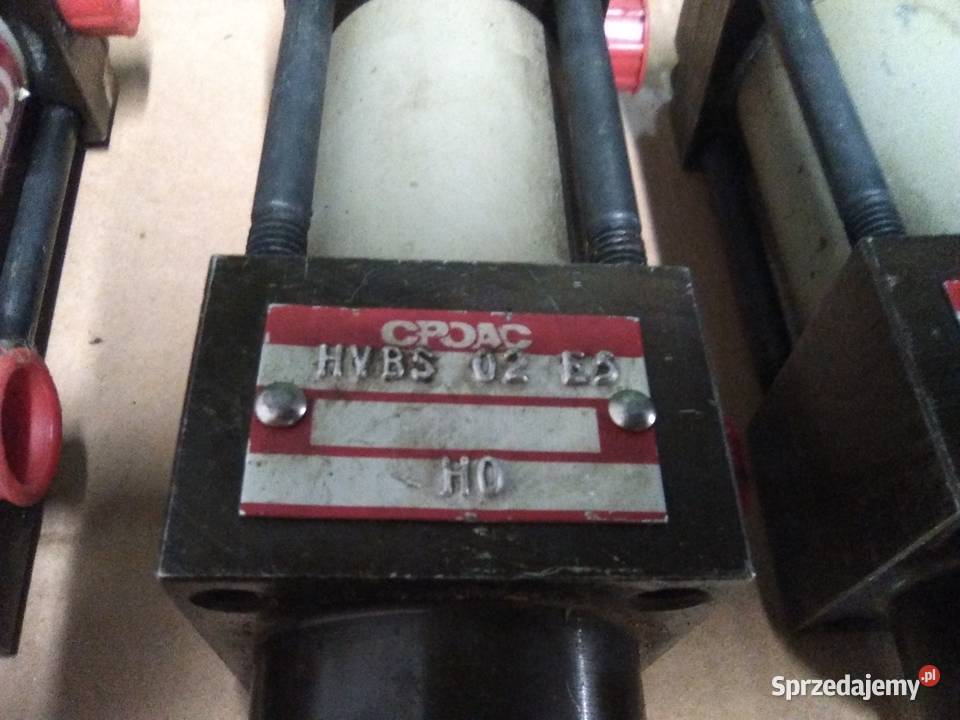 CPOAC
HVBS 02 ES
HO
Sprzedajemy.pl